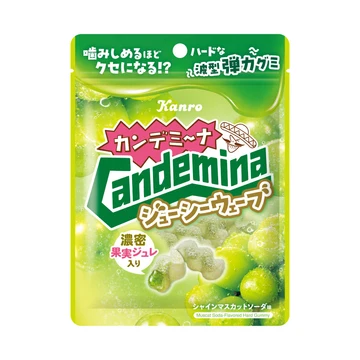 噛みしめるほど
クセになる!?
ハードな
波型弾力グミ
Kanro
カンデミ〜ナ
Candemina
ジューシーウェーブ
濃密
果実ジュレ
入り
シャインマスカットソーダ味
Muscat Soda Flavored Hard Gummy